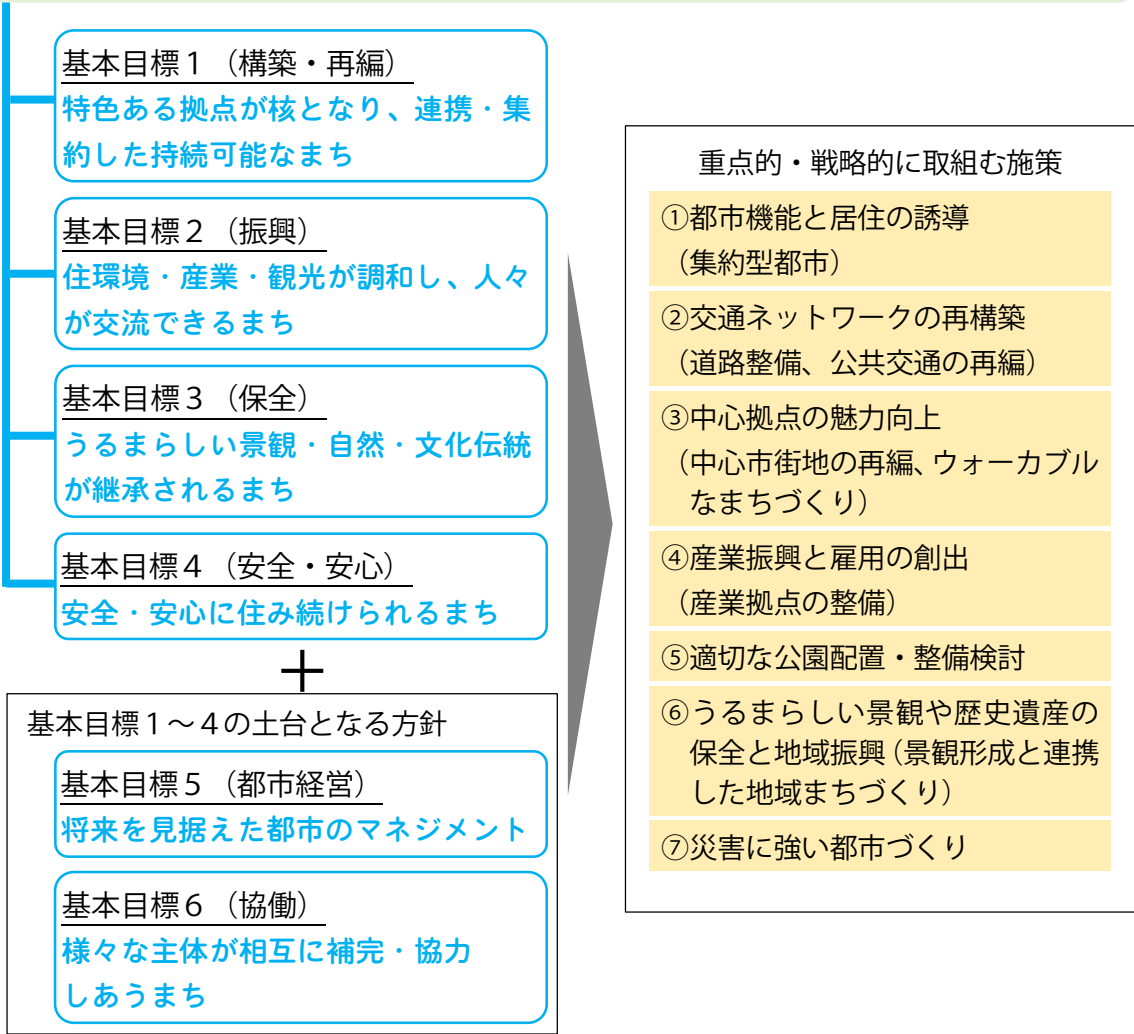 基本目標１（構築・再編）
特色ある拠点が核となり、連携・集
約した持続可能なまち
基本目標２（振興）
住環境・産業・観光が調和し、人々
が交流できるまち
基本目標３（保全）
うるまらしい景観・自然・文化伝統
が継承されるまち
基本目標４（安全・安心）
安全・安心に住み続けられるまち
＋
基本目標１～４の土台となる方針
基本目標５（都市経営）
将来を見据えた都市のマネジメント
基本目標６（協働）
様々な主体が相互に補完・協力
しあうまち
重点的・戦略的に取組む施策
①都市機能と居住の誘導
（集約型都市）
②交通ネットワークの再構築
（道路整備、公共交通の再編）
③中心拠点の魅力向上
（中心市街地の再編、ウォーカブル
なまちづくり）
④産業振興と雇用の創出
（産業拠点の整備）
⑤適切な公園配置・整備検討
⑥うるまらしい景観や歴史遺産の
保全と地域振興（景観形成と連携
した地域まちづくり）
⑦災害に強い都市づくり